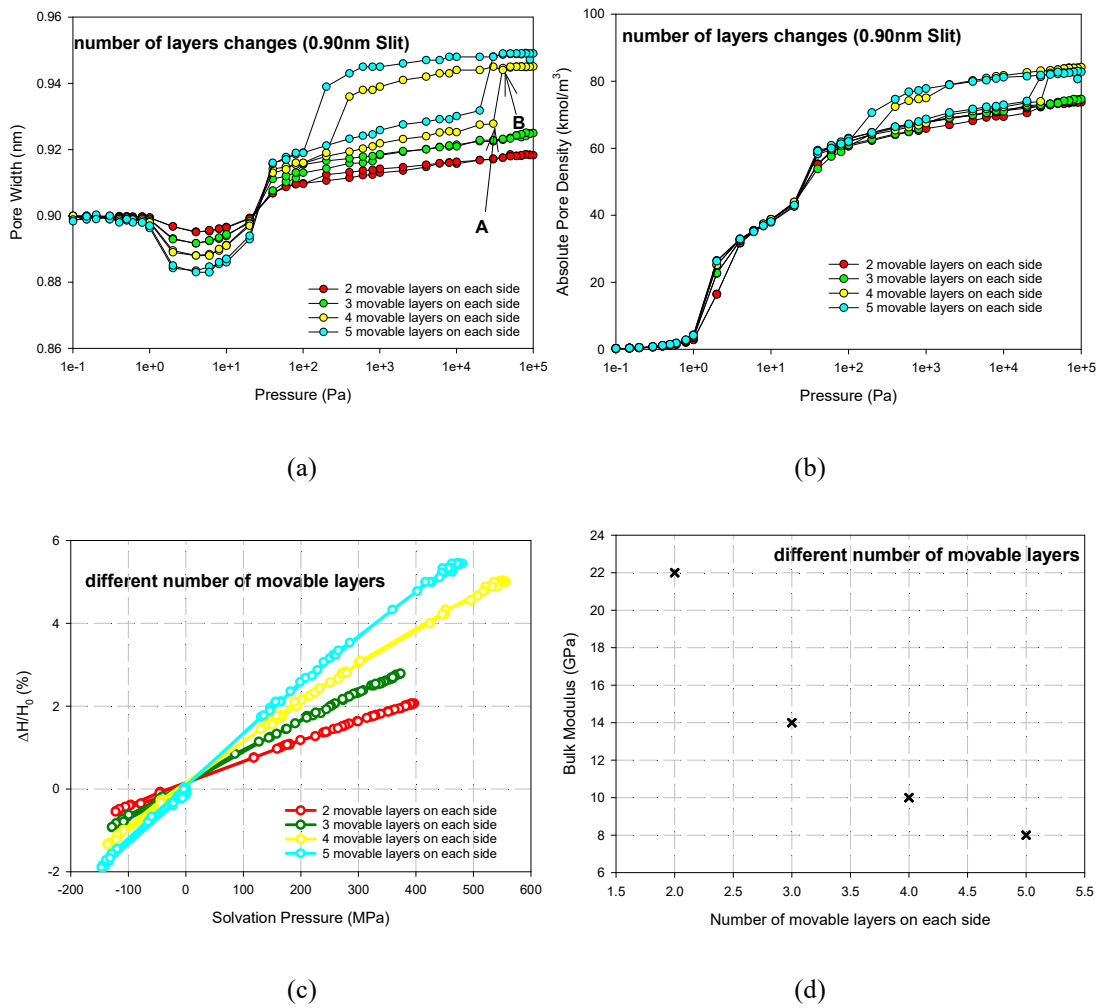 number of layers changes (0.90nm Slit)
0.96
0.94
0.92
0.90
0.88
0.86
Pore Width (nm)
B
A
2 movable layers on each side
3 movable layers on each side
4 movable layers on each side
5 movable layers on each side
1e-1 1e+0 1e+1 1e+2 1e+3 1e+4 1e+5
Pressure (Pa)
(a)
number of layers changes (0.90nm Slit)
100
80
60
40
20
0
Absolute Pore Density (kmol/m³)
2 movable layers on each side
3 movable layers on each side
4 movable layers on each side
5 movable layers on each side
1e-1 1e+0 1e+1 1e+2 1e+3 1e+4 1e+5
Pressure (Pa)
(b)
different number of movable layers
6
4
2
0
-2
ΔH/H₀ (%)
2 movable layers on each side
3 movable layers on each side
4 movable layers on each side
5 movable layers on each side
-200 -100 0 100 200 300 400 500 600
Solvation Pressure (MPa)
(c)
different number of movable layers
24
22
20
18
16
14
12
10
8
6
Bulk Modulus (GPa)
1.5 2.0 2.5 3.0 3.5 4.0 4.5 5.0 5.5
Number of movable layers on each side
(d)